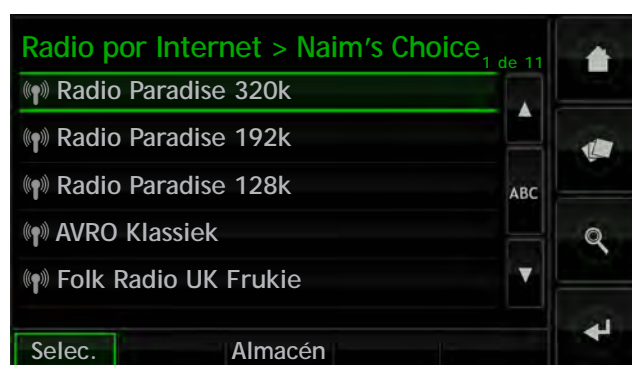 Radio por Internet > Naim's Choice
1 de 11
Radio Paradise 320k
Radio Paradise 192k
Radio Paradise 128k
ABC
AVRO Klassiek
Folk Radio UK Frukie
Selec.
Almacén